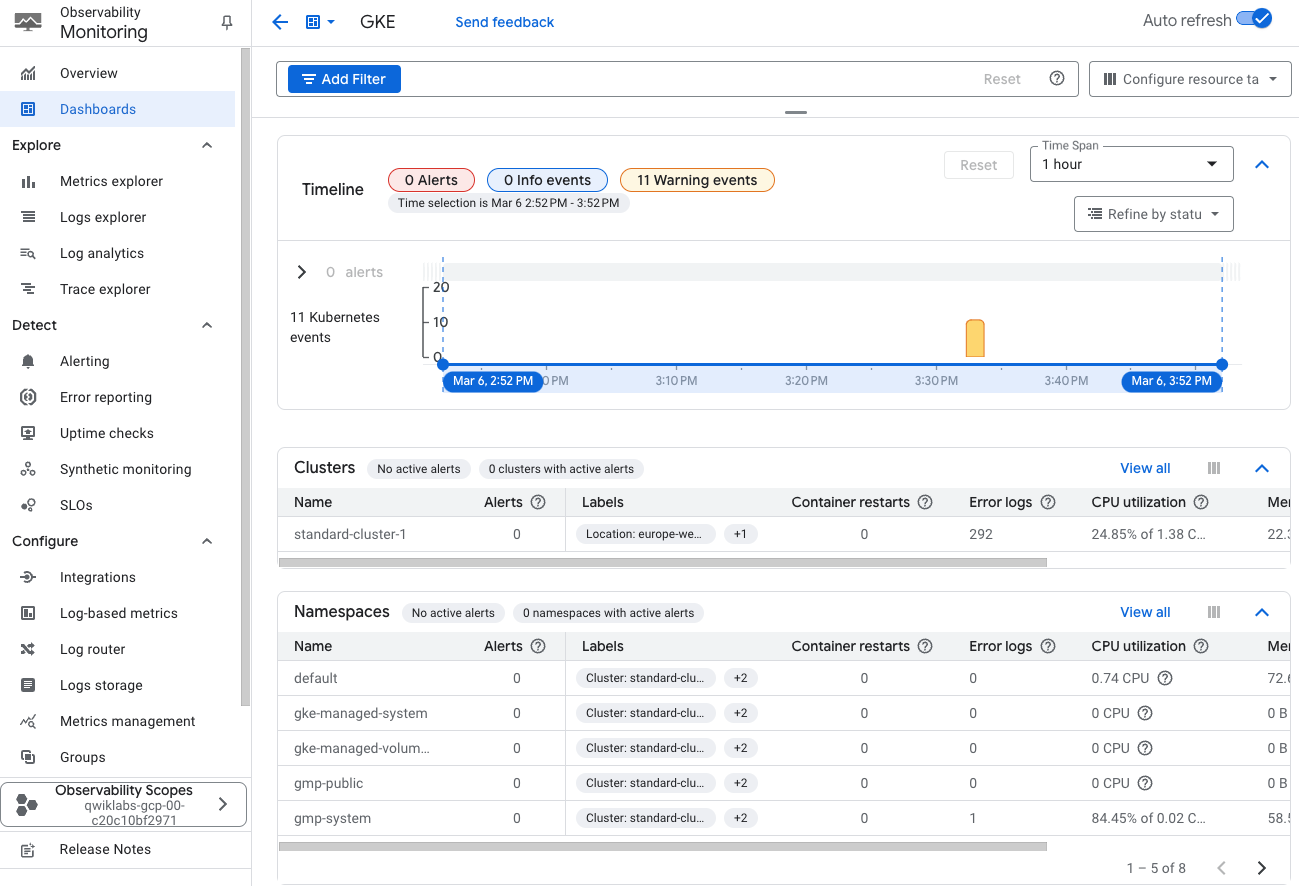 Observability
Monitoring
GKE
Send feedback
Auto refresh
Overview
Dashboards
Explore
Metrics explorer
Logs explorer
Log analytics
Trace explorer
Detect
Alerting
Error reporting
Uptime checks
Synthetic monitoring
SLOs
Configure
Integrations
Log-based metrics
Log router
Logs storage
Metrics management
Groups
Observability Scopes
qwiklabs-gcp-00-
c20c10bf2971
Release Notes
Add Filter
Reset
Configure resource ta
Timeline
0 Alerts
0 Info events
11 Warning events
Time selection is Mar 6 2:52 PM - 3:52 PM
Reset
Time Span
1 hour
Refine by statu
0 alerts
11 Kubernetes
events
20
10
0
Mar 6, 2:52 PM
0 PM
3:10 PM
3:20 PM
3:30 PM
3:40 PM
Mar 6, 3:52 PM
Clusters No active alerts 0 clusters with active alerts View all
Name Alerts Labels Container restarts Error logs CPU utilization Mer
standard-cluster-1 0 Location: europe-we... +1 0 292 24.85% of 1.38 C... 22.3
Namespaces No active alerts 0 namespaces with active alerts View all
Name Alerts Labels Container restarts Error logs CPU utilization Mer
default 0 Cluster: standard-clu... +2 0 0 0.74 CPU 72.6
gke-managed-system 0 Cluster: standard-clu... +2 0 0 0 CPU 0 B
gke-managed-volum... 0 Cluster: standard-clu... +2 0 0 0 CPU 0 B
gmp-public 0 Cluster: standard-clu... +2 0 0 0 CPU 0 B
gmp-system 0 Cluster: standard-clu... +2 0 1 84.45% of 0.02 C... 58.5
1 – 5 of 8